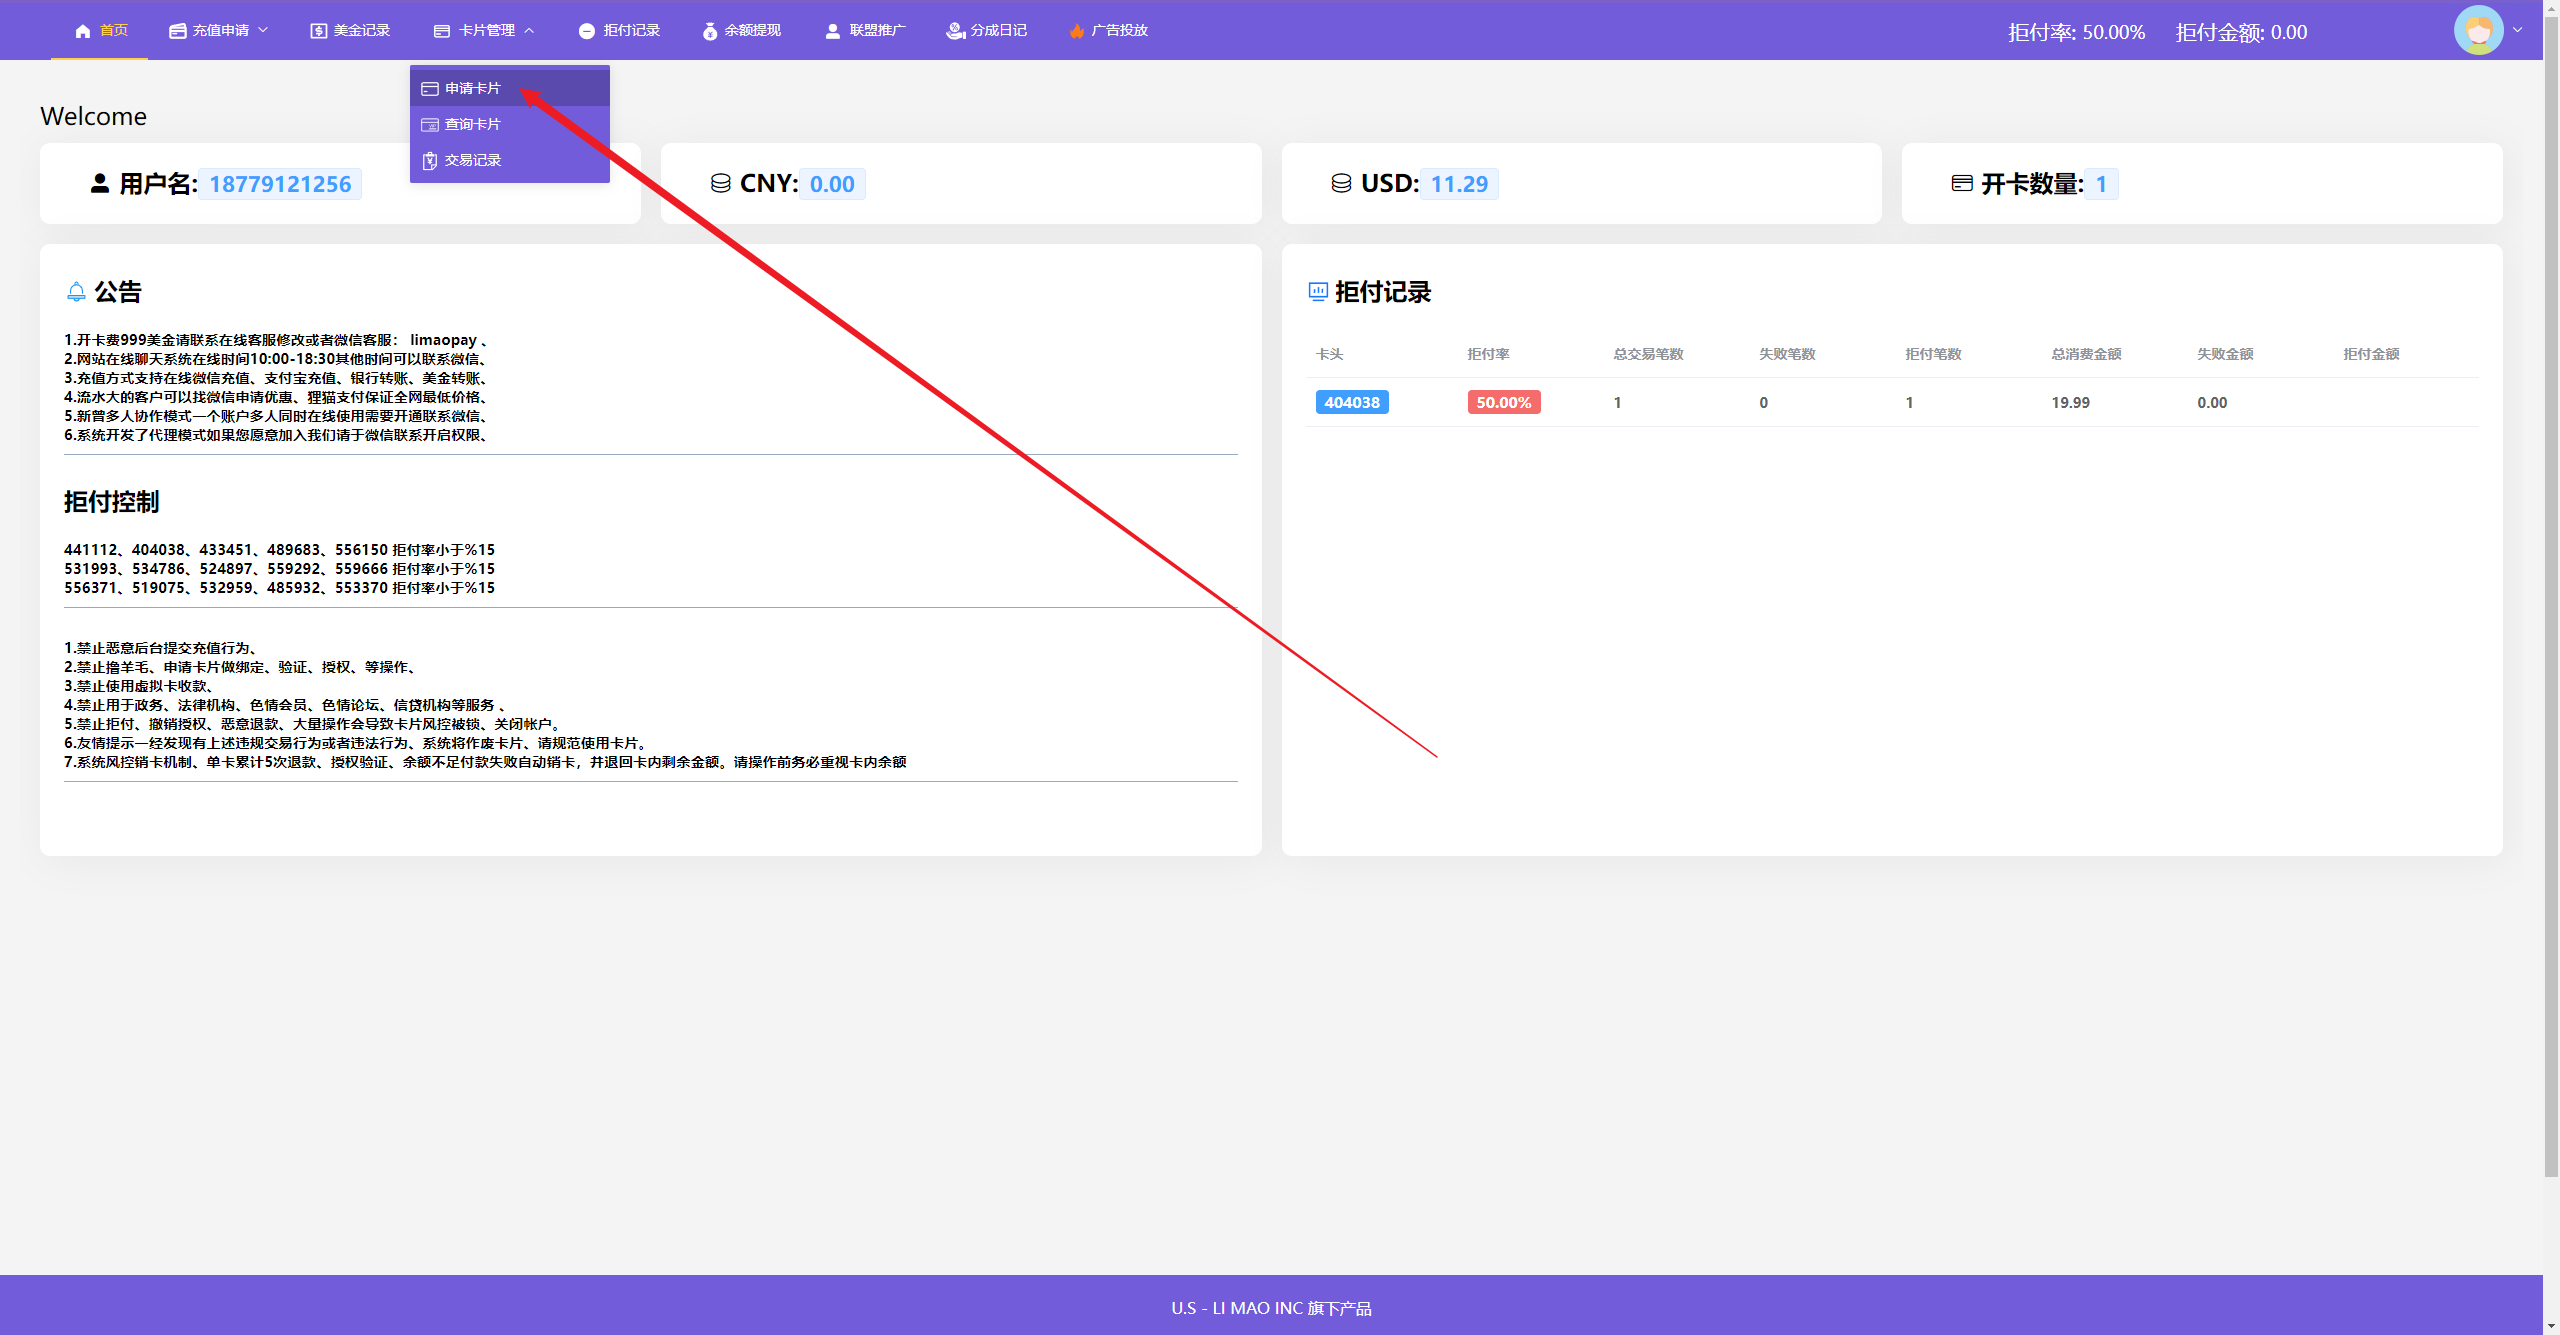 首页 充值申请 美金记录 卡片管理 拒付记录 余额提现 联盟推广 分成日记 广告投放 拒付率: 50.00% 拒付金额: 0.00
申请卡片
查询卡片
交易记录
Welcome
用户名: 18779121256
CNY: 0.00
USD: 11.29
开卡数量: 1
公告
1.开卡费999美金请联系在线客服修改或者微信客服： limaopay 、
2.网站在线聊天系统在线时间10:00-18:30其他时间可以联系微信、
3.充值方式支持在线微信充值、支付宝充值、银行转账、美金转账、
4.流水大的客户可以找微信申请优惠、狸猫支付保证全网最低价格、
5.新曾多人协作模式一个账户多人同时在线使用需要开通联系微信、
6.系统开发了代理模式如果您愿意加入我们请于微信联系开启权限、
拒付控制
441112、404038、433451、489683、556150 拒付率小于%15
531993、534786、524897、559292、559666 拒付率小于%15
556371、519075、532959、485932、553370 拒付率小于%15
1.禁止恶意后台提交充值行为、
2.禁止撸羊毛、申请卡片做绑定、验证、授权、等操作、
3.禁止使用虚拟卡收款、
4.禁止用于政务、法律机构、色情会员、色情论坛、信贷机构等服务 、
5.禁止拒付、撤销授权、恶意退款、大量操作会导致卡片风控被锁、关闭帐户。
6.友情提示一经发现有上述违规交易行为或者违法行为、系统将作废卡片、请规范使用卡片。
7.系统风控销卡机制、单卡累计5次退款、授权验证、余额不足付款失败自动销卡，并退回卡内剩余金额。请操作前务必重视卡内余额
拒付记录
卡头 拒付率 总交易笔数 失败笔数 拒付笔数 总消费金额 失败金额 拒付金额
404038 50.00% 1 0 1 19.99 0.00
U.S - LI MAO INC 旗下产品